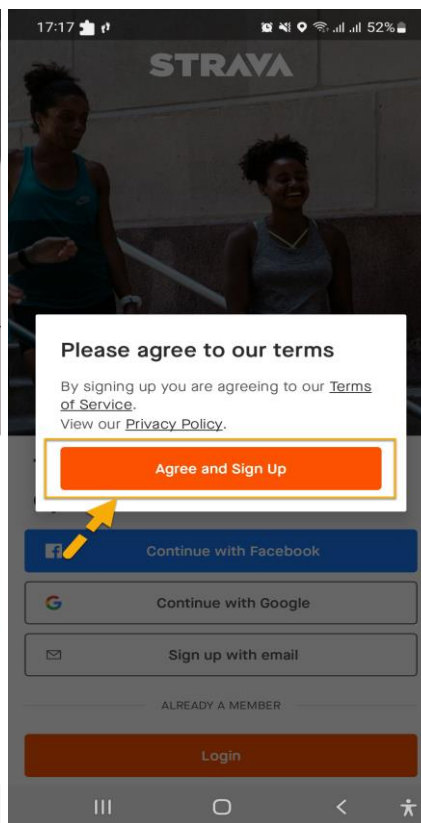 17:17 52%
STRAVA
Please agree to our terms
By signing up you are agreeing to our Terms
of Service.
View our Privacy Policy.
Agree and Sign Up
Continue with Facebook
Continue with Google
Sign up with email
ALREADY A MEMBER
Login